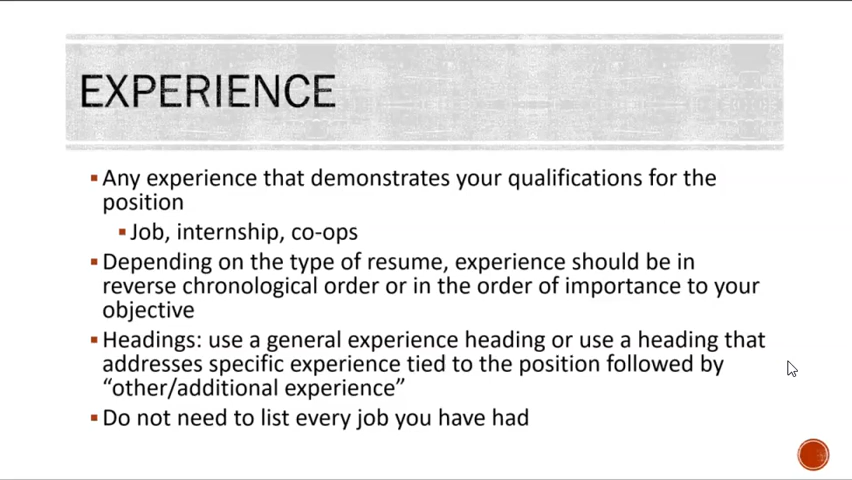 EXPERIENCE
Any experience that demonstrates your qualifications for the
position
Job, internship, co-ops
Depending on the type of resume, experience should be in
reverse chronological order or in the order of importance to your
objective
Headings: use a general experience heading or use a heading that
addresses specific experience tied to the position followed by
“other/additional experience”
Do not need to list every job you have had